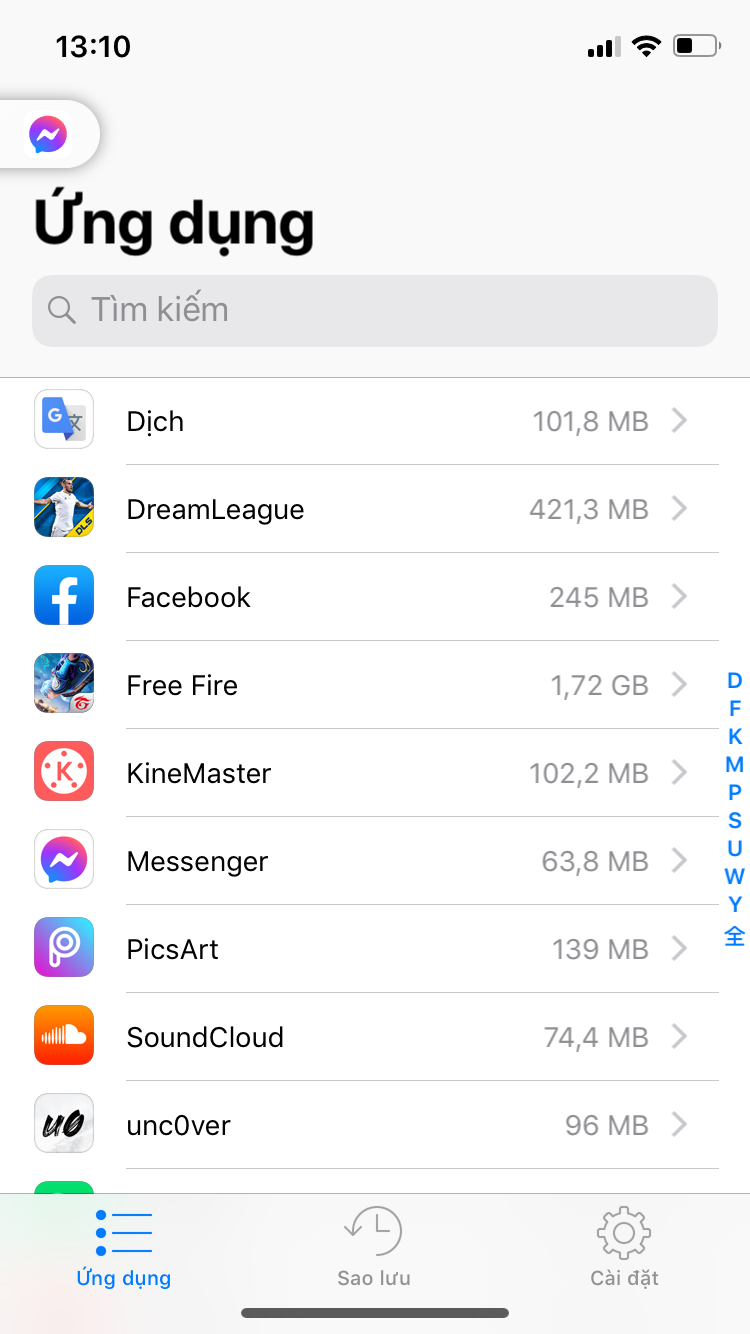 13:10
Ứng dụng
Tìm kiếm
Dịch 101,8 MB
DreamLeague 421,3 MB
Facebook 245 MB
Free Fire 1,72 GB
KineMaster 102,2 MB
Messenger 63,8 MB
PicsArt 139 MB
SoundCloud 74,4 MB
unc0ver 96 MB
D
F
K
M
P
S
U
W
Y
全
Ứng dụng
Sao lưu
Cài đặt